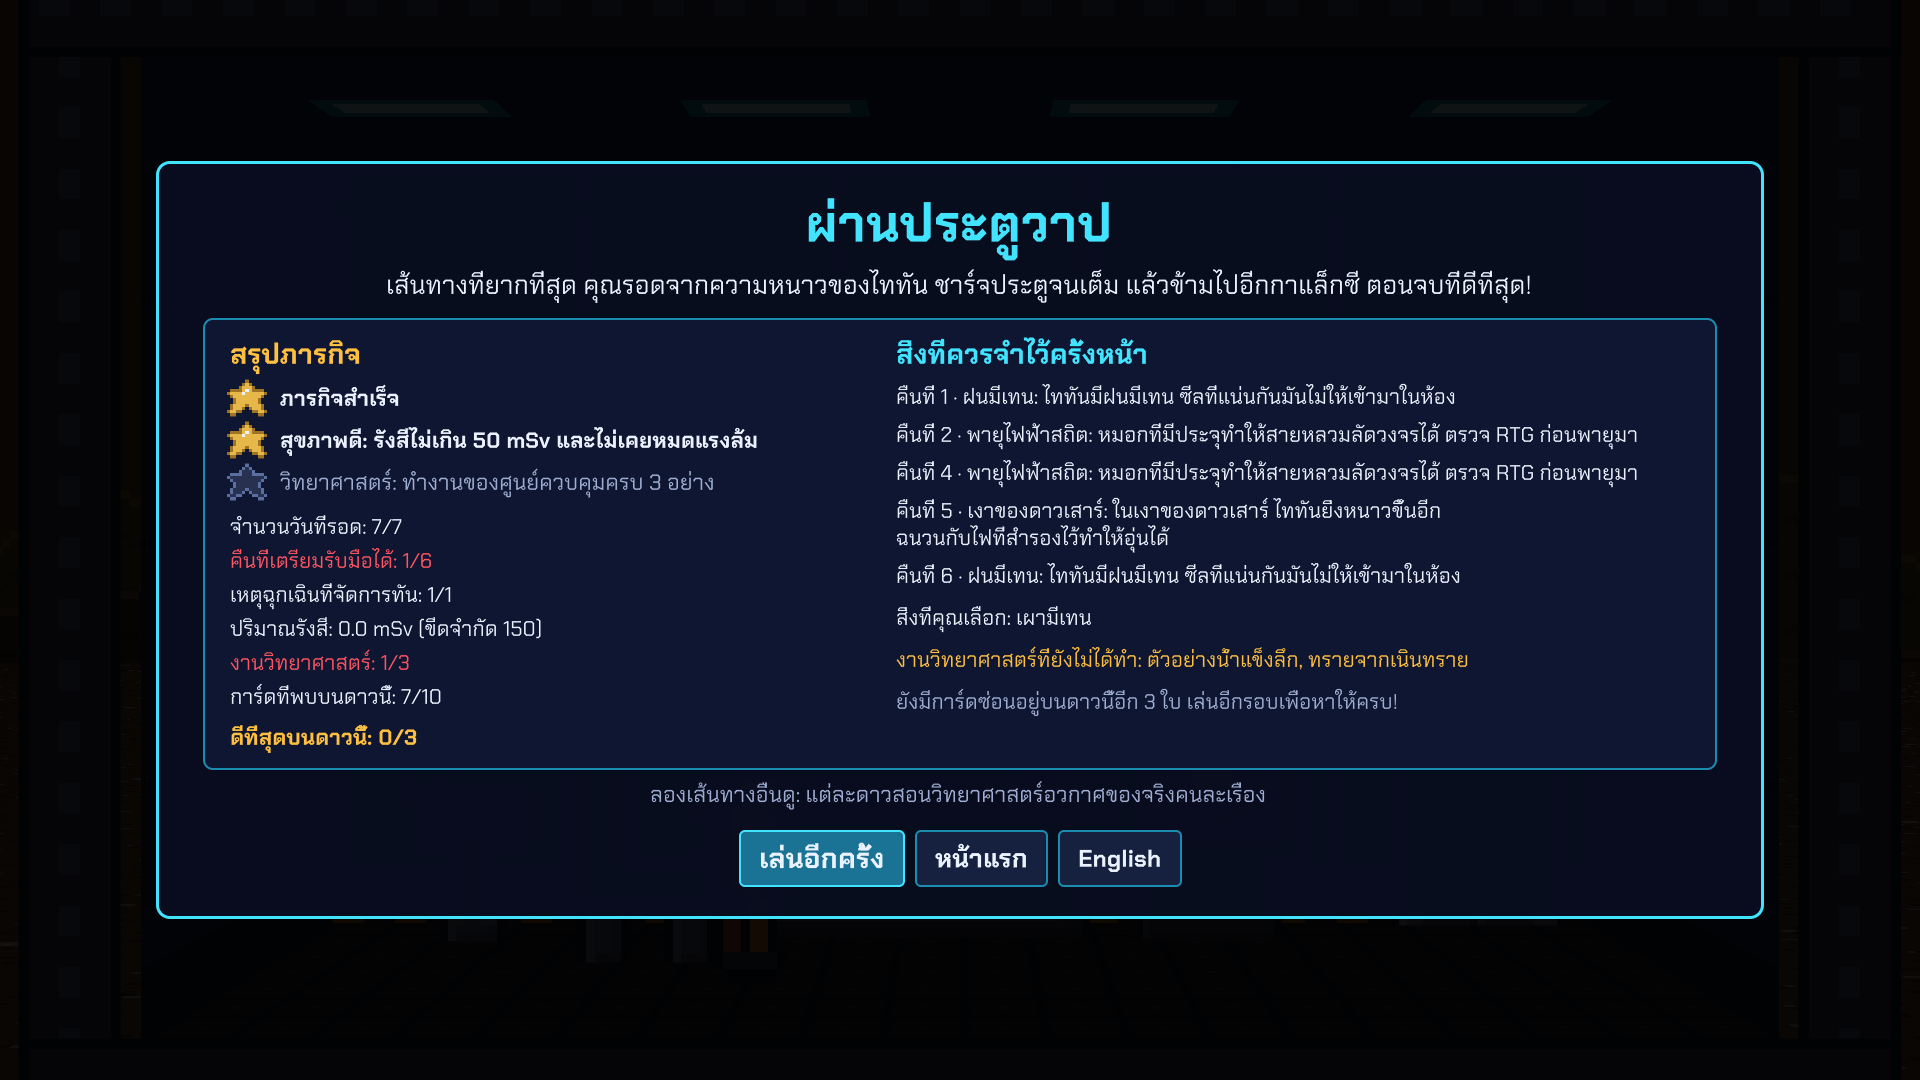 ผ่านประตูวาป
เส้นทางที่ยากที่สุด คุณรอดจากความหนาวของไททัน ชาร์จประตูจนเต็ม แล้วข้ามไปอีกกาแล็กซี ตอนจบที่ดีที่สุด!
สรุปภารกิจ
ภารกิจสำเร็จ
สุขภาพดี: รังสีไม่เกิน 50 mSv และไม่เคยหมดแรงล้ม
วิทยาศาสตร์: ทำงานของศูนย์ควบคุมครบ 3 อย่าง
จำนวนวันที่รอด: 7/7
คืนที่เตรียมรับมือได้: 1/6
เหตุฉุกเฉินที่จัดการทัน: 1/1
ปริมาณรังสี: 0.0 mSv (ขีดจำกัด 150)
งานวิทยาศาสตร์: 1/3
การ์ดที่พบบนดาวนี้: 7/10
ดีที่สุดบนดาวนี้: 0/3
สิ่งที่ควรจำไว้ครั้งหน้า
คืนที่ 1 · ฝนมีเทน: ไททันมีฝนมีเทน ซีลที่แน่นกันมันไม่ให้เข้ามาในห้อง
คืนที่ 2 · พายุไฟฟ้าสถิต: หมอกที่มีประจุทำให้สายหลวมลัดวงจรได้ ตรวจ RTG ก่อนพายุมา
คืนที่ 4 · พายุไฟฟ้าสถิต: หมอกที่มีประจุทำให้สายหลวมลัดวงจรได้ ตรวจ RTG ก่อนพายุมา
คืนที่ 5 · เงาของดาวเสาร์: ในเงาของดาวเสาร์ ไททันยิ่งหนาวขึ้นอีก
ฉนวนกับไฟที่สำรองไว้ทำให้อุ่นได้
คืนที่ 6 · ฝนมีเทน: ไททันมีฝนมีเทน ซีลที่แน่นกันมันไม่ให้เข้ามาในห้อง
สิ่งที่คุณเลือก: เผามีเทน
งานวิทยาศาสตร์ที่ยังไม่ได้ทำ: ตัวอย่างน้ำแข็งลึก, ทรายจากเนินทราย
ยังมีการ์ดซ่อนอยู่บนดาวนี้อีก 3 ใบ เล่นอีกรอบเพื่อหาให้ครบ!
ลองเส้นทางอื่นดู: แต่ละดาวสอนวิทยาศาสตร์อวกาศของจริงคนละเรื่อง
เล่นอีกครั้ง
หน้าแรก
English